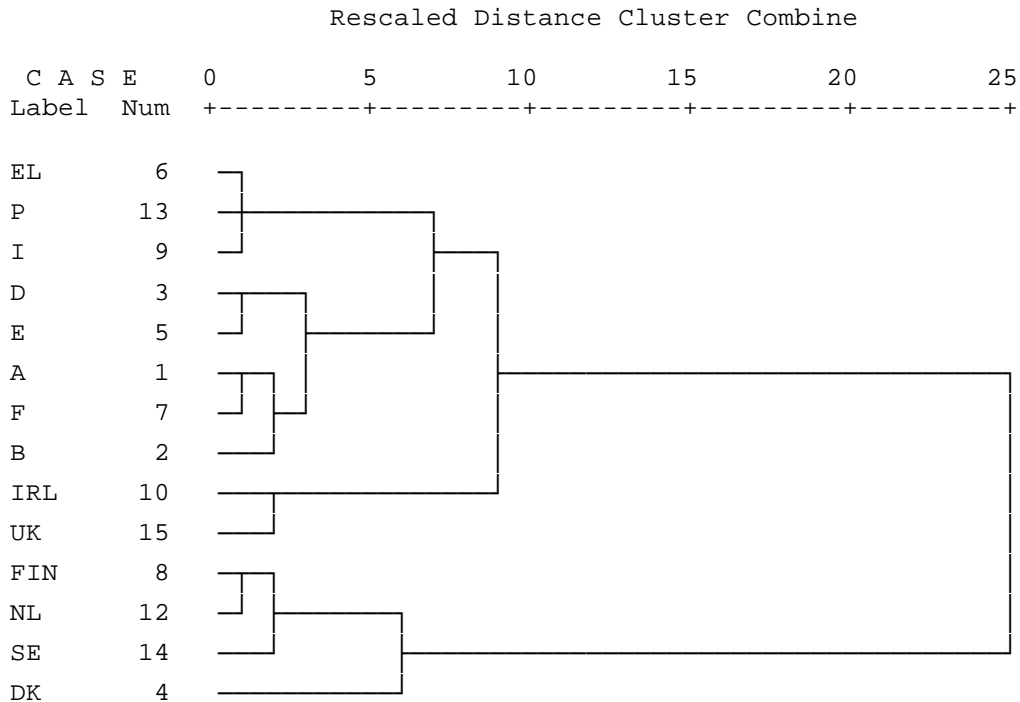 Rescaled Distance Cluster Combine
C A S E 0 5 10 15 20 25
Label Num +---------+---------+---------+---------+---------+
EL 6
P 13
I 9
D 3
E 5
A 1
F 7
B 2
IRL 10
UK 15
FIN 8
NL 12
SE 14
DK 4